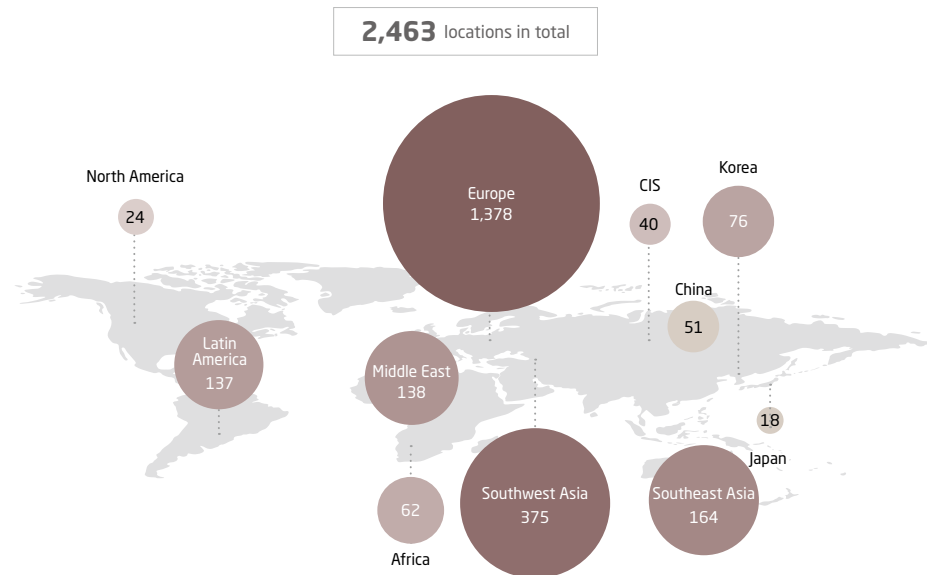 2,463 locations in total
North America
24
Europe
1,378
CIS
40
Korea
76
China
51
Latin
America
137
Middle East
138
18
Japan
Southwest Asia
375
Southeast Asia
164
62
Africa